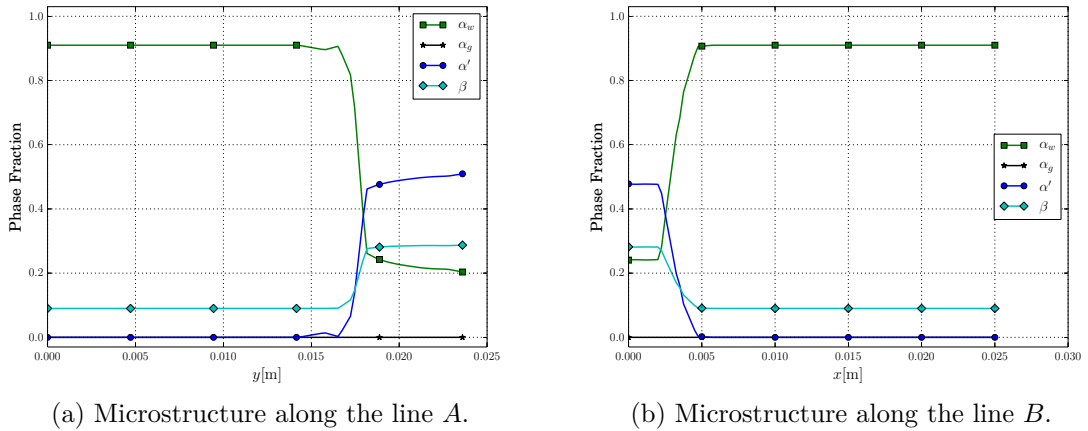 1.0
0.8
0.6
0.4
0.2
0.0
Phase Fraction
0.000 0.005 0.010 0.015 0.020 0.025
y[m]
α_w
α_g
α′
β
(a) Microstructure along the line A.
1.0
0.8
0.6
0.4
0.2
0.0
Phase Fraction
0.000 0.005 0.010 0.015 0.020 0.025 0.030
x[m]
α_w
α_g
α′
β
(b) Microstructure along the line B.